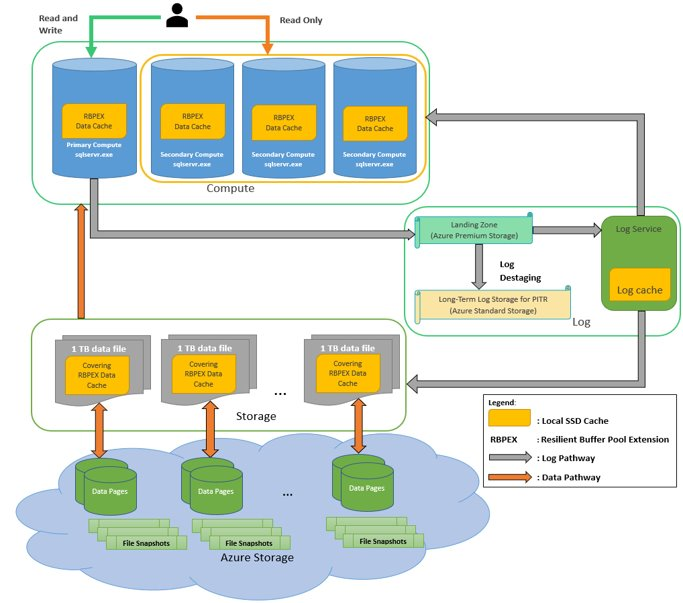 Read and
Write
Read Only
RBPEX
Data Cache
Primary Compute
sqlservr.exe
RBPEX
Data Cache
Secondary Compute
sqlservr.exe
RBPEX
Data Cache
Secondary Compute
sqlservr.exe
RBPEX
Data Cache
Secondary Compute
sqlservr.exe
Compute
Landing Zone
(Azure Premium Storage)
Log
Destaging
Long-Term Log Storage for PITR
(Azure Standard Storage)
Log Service
Log cache
Log
1 TB data file
Covering
RBPEX Data
Cache
1 TB data file
Covering
RBPEX Data
Cache
...
1 TB data file
Covering
RBPEX Data
Cache
Storage
Legend:
: Local SSD Cache
RBPEX : Resilient Buffer Pool Extension
: Log Pathway
: Data Pathway
Data Pages
Data Pages
...
Data Pages
File Snapshots
File Snapshots
File Snapshots
Azure Storage